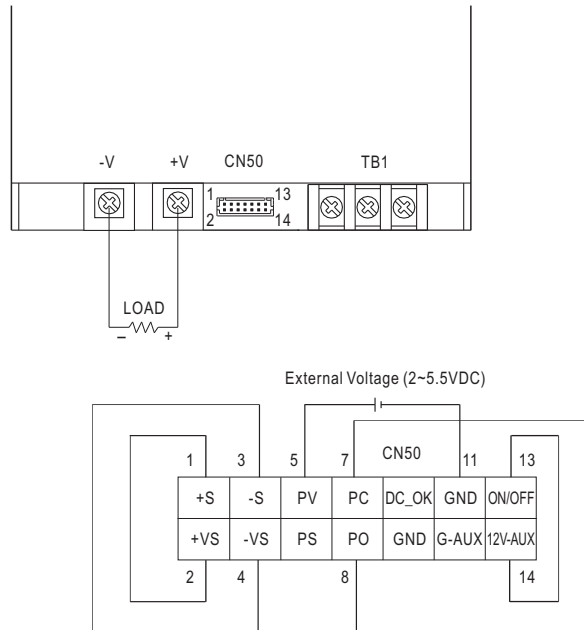 -V +V CN50 TB1
1 13
2 14
LOAD
– +
External Voltage (2~5.5VDC)
CN50
1 3 5 7 11 13
+S -S PV PC DC_OK GND ON/OFF
+VS -VS PS PO GND G-AUX 12V-AUX
2 4 8 14